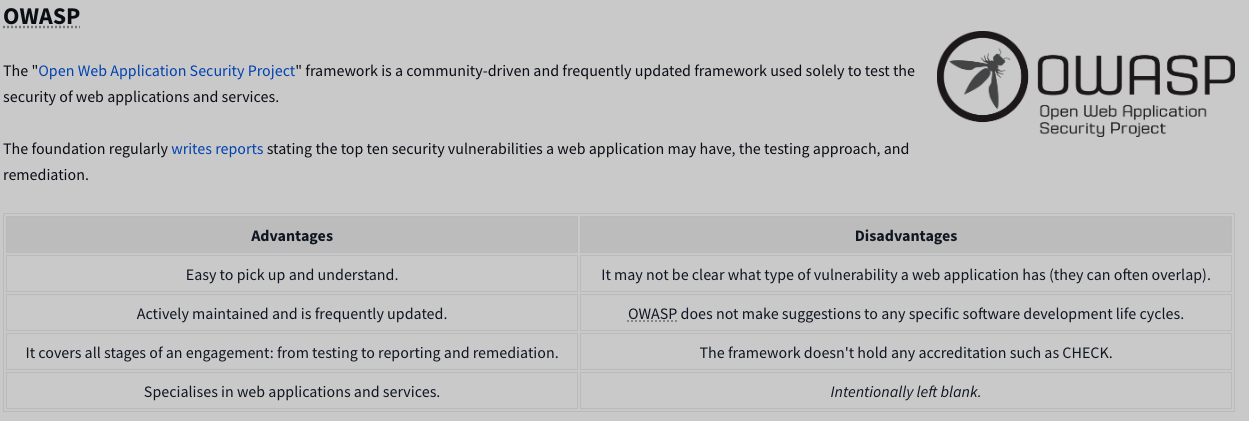 OWASP
The "Open Web Application Security Project" framework is a community-driven and frequently updated framework used solely to test the
security of web applications and services.
OWASP
Open Web Application
Security Project
The foundation regularly writes reports stating the top ten security vulnerabilities a web application may have, the testing approach, and
remediation.
Advantages
Disadvantages
Easy to pick up and understand.
It may not be clear what type of vulnerability a web application has (they can often overlap).
Actively maintained and is frequently updated.
OWASP does not make suggestions to any specific software development life cycles.
It covers all stages of an engagement: from testing to reporting and remediation.
The framework doesn't hold any accreditation such as CHECK.
Specialises in web applications and services.
Intentionally left blank.